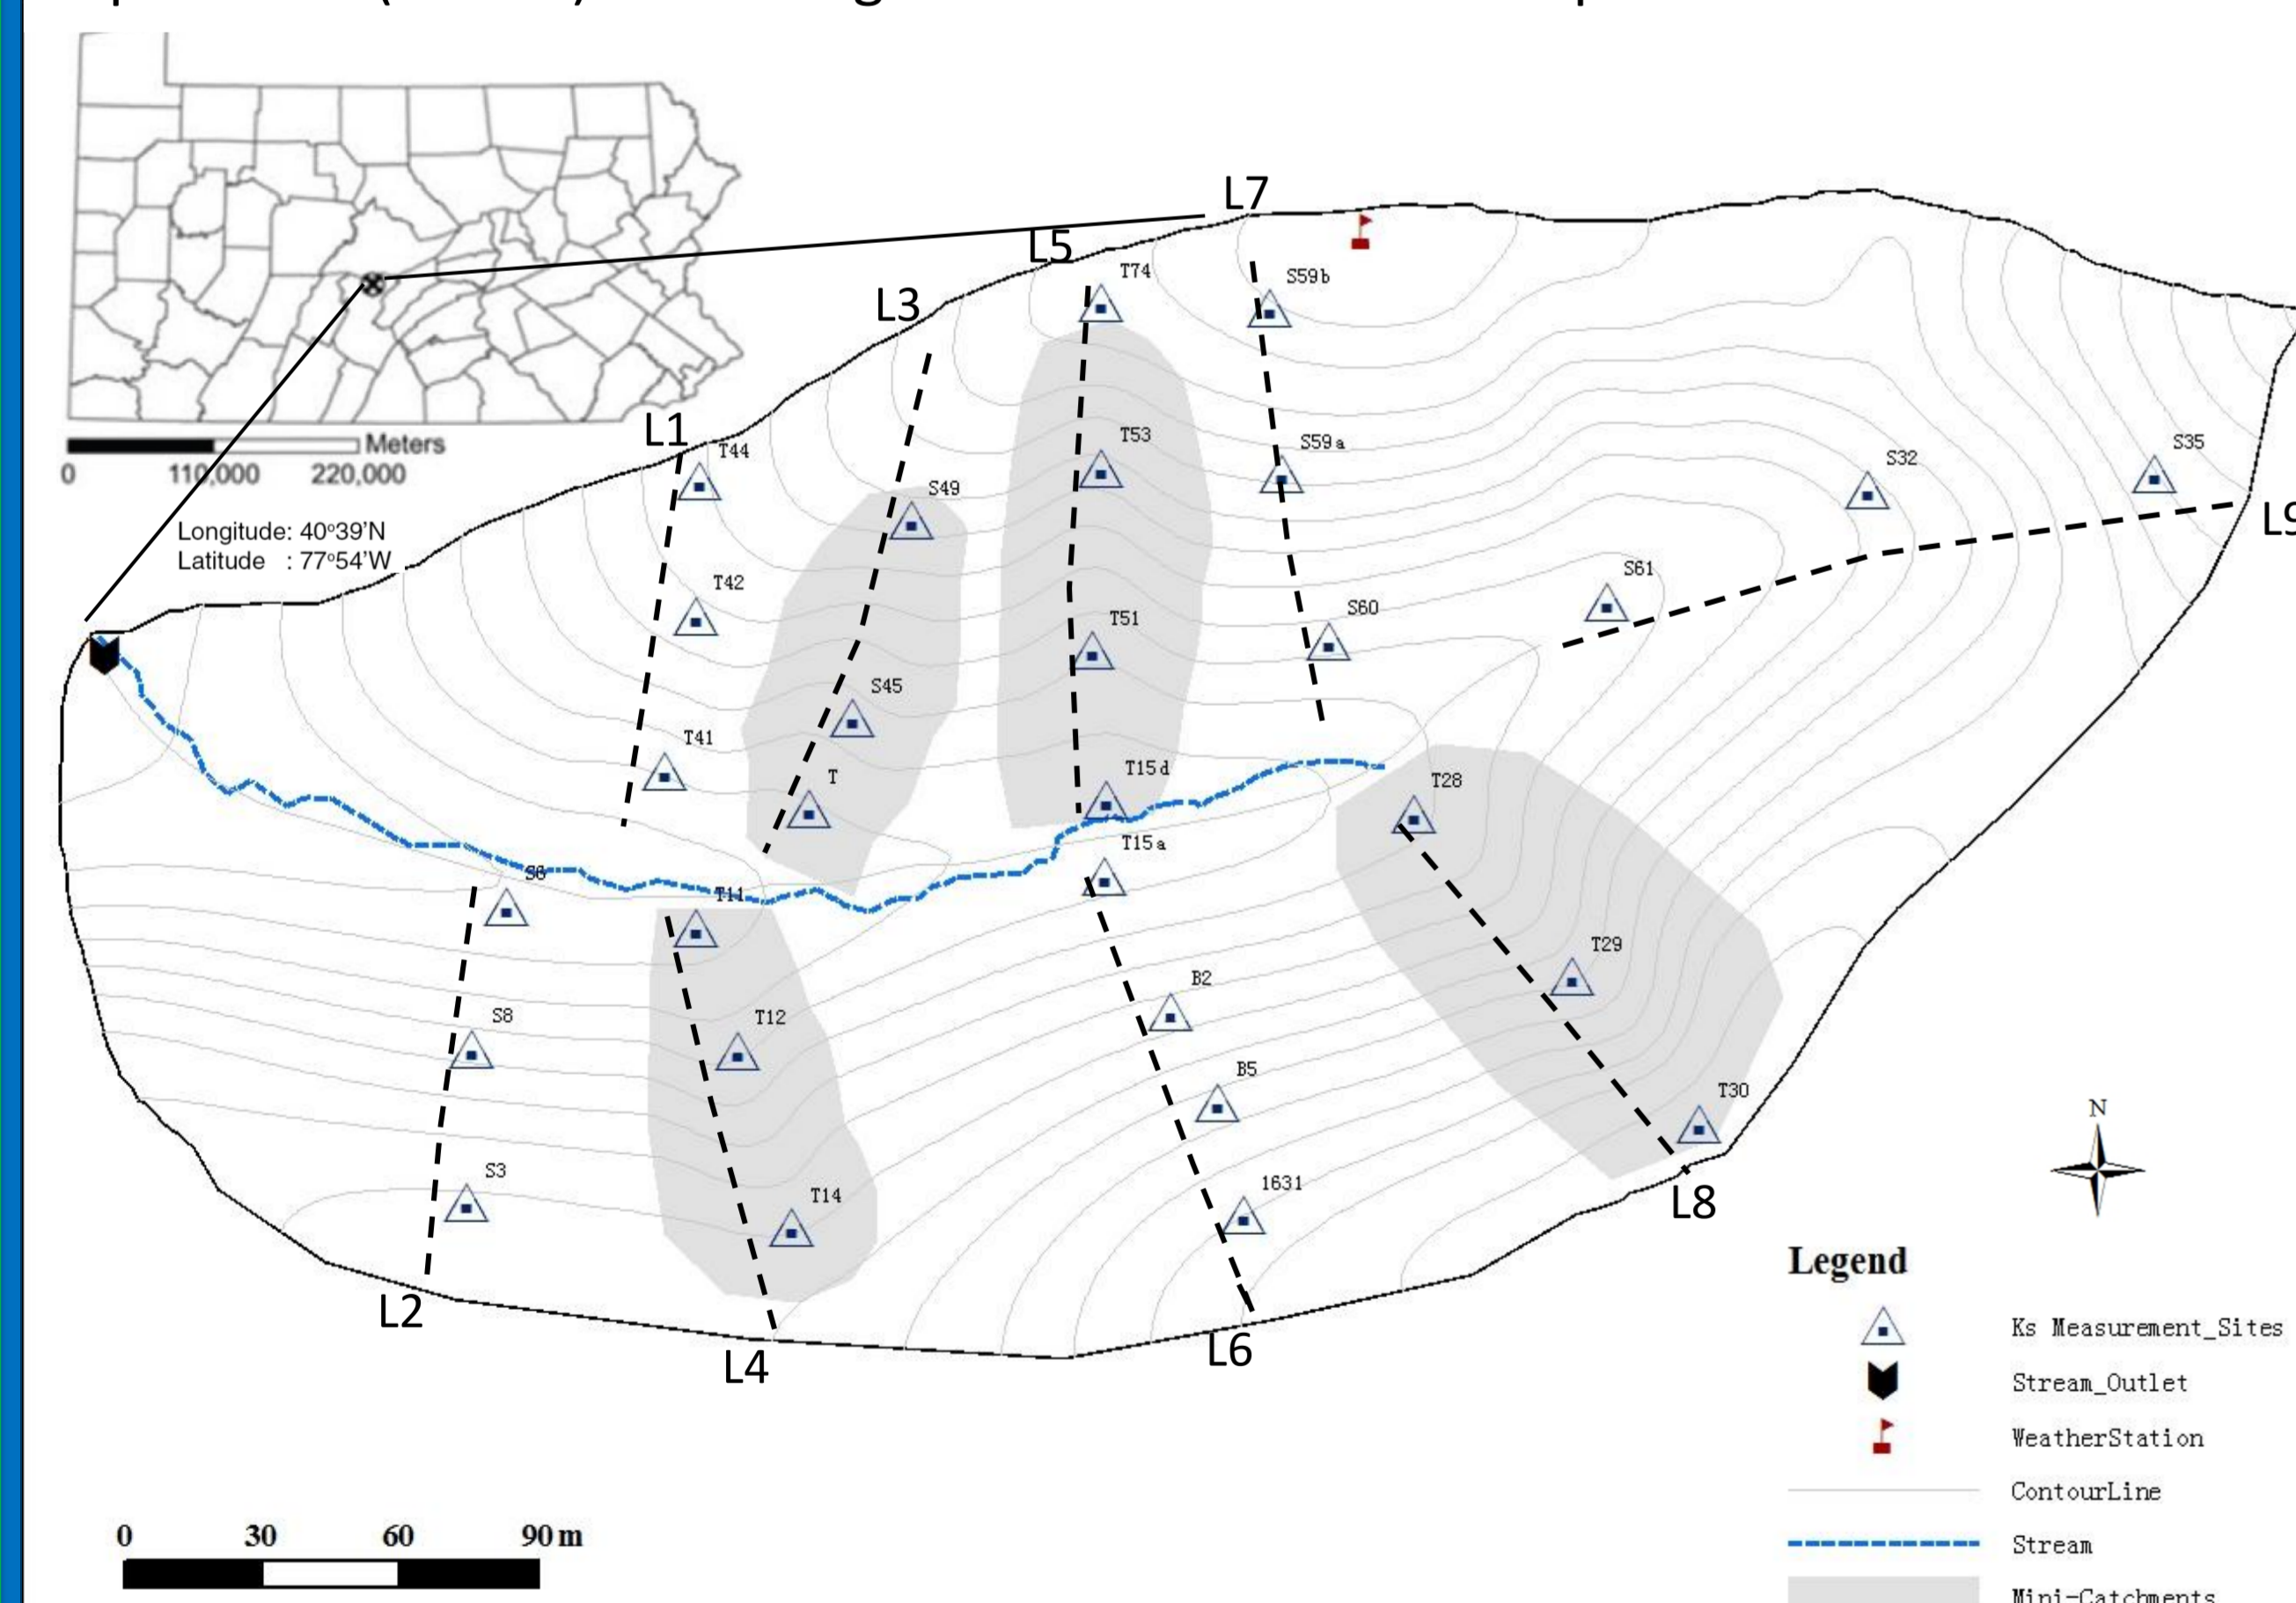 L7
L5
T74
S59b
L3
Meters
0 110,000 220,000
L1
T44
T53
S59a
S35
S32
S49
Longitude: 40°39'N
Latitude : 77°54'W
L9
T42
S61
T51
S60
S45
T41
T
T15d
T28
T15a
S6
T11
T29
B2
S8
T12
B5
T30
N
S3
T14
1631
L8
L2
L6
L4
Legend
Ks Measurement_Sites
Stream_Outlet
WeatherStation
ContourLine
Stream
Mini-Catchments
0 30 60 90 m